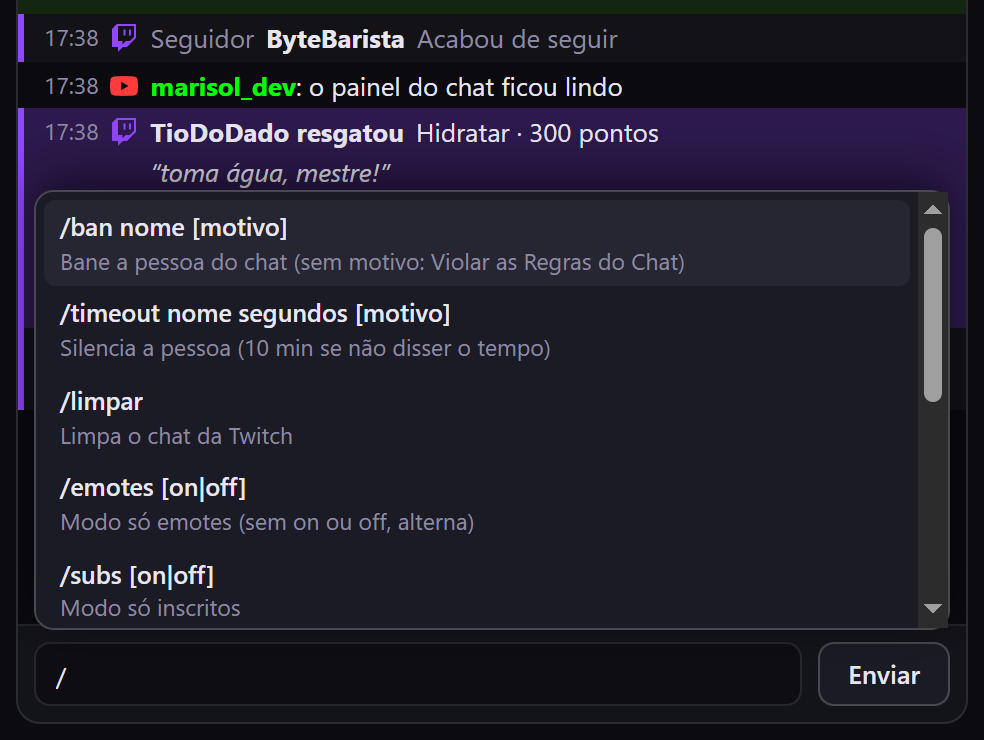 17:38 Seguidor ByteBarista Acabou de seguir
17:38 marisol_dev: o painel do chat ficou lindo
17:38 TioDoDado resgatou Hidratar · 300 pontos
“toma água, mestre!”
/ban nome [motivo]
Bane a pessoa do chat (sem motivo: Violar as Regras do Chat)
/timeout nome segundos [motivo]
Silencia a pessoa (10 min se não disser o tempo)
/limpar
Limpa o chat da Twitch
/emotes [on|off]
Modo só emotes (sem on ou off, alterna)
/subs [on|off]
Modo só inscritos
/
Enviar